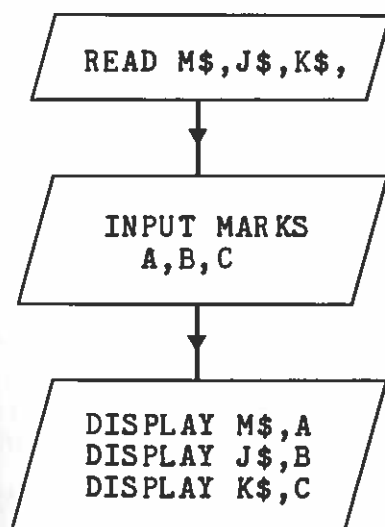 READ M$,J$,K$,
INPUT MARKS
A,B,C
DISPLAY M$,A
DISPLAY J$,B
DISPLAY K$,C